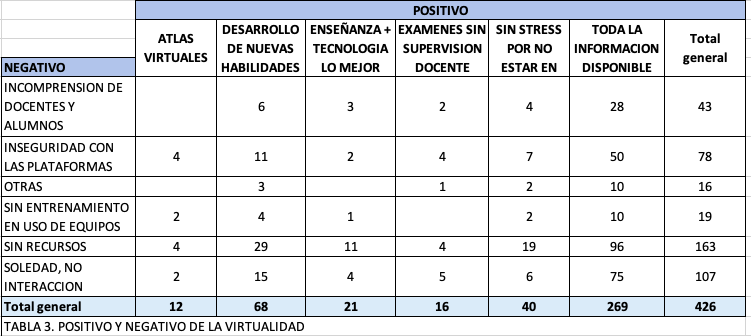 POSITIVO
NEGATIVO ATLAS VIRTUALES DESARROLLO DE NUEVAS HABILIDADES ENSEÑANZA + TECNOLOGIA LO MEJOR EXAMENES SIN SUPERVISION DOCENTE SIN STRESS POR NO ESTAR EN TODA LA INFORMACION DISPONIBLE Total general
INCOMPRENSION DE DOCENTES Y ALUMNOS 6 3 2 4 28 43
INSEGURIDAD CON LAS PLATAFORMAS 4 11 2 4 7 50 78
OTRAS 3 1 2 10 16
SIN ENTRENAMIENTO EN USO DE EQUIPOS 2 4 1 2 10 19
SIN RECURSOS 4 29 11 4 19 96 163
SOLEDAD, NO INTERACCION 2 15 4 5 6 75 107
Total general 12 68 21 16 40 269 426
TABLA 3. POSITIVO Y NEGATIVO DE LA VIRTUALIDAD